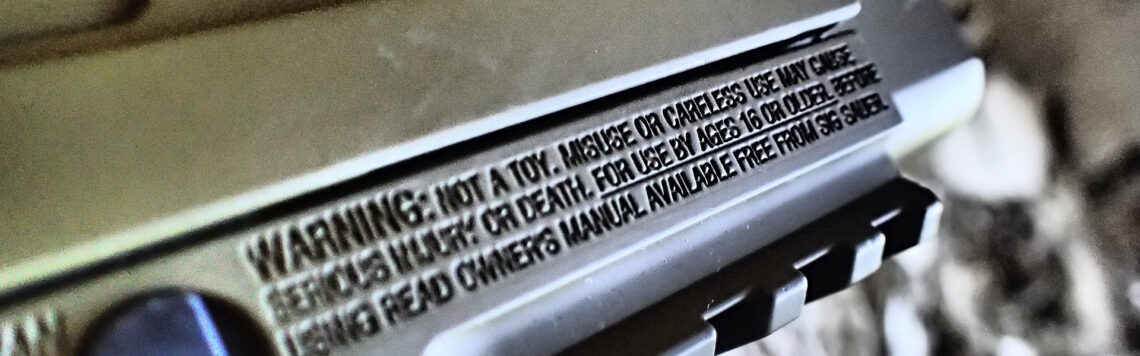 WARNING: NOT A TOY. MISUSE OR CARELESS USE MAY CAUSE
SERIOUS INJURY OR DEATH. FOR USE BY AGES 16 OR OLDER. BEFORE
USING READ OWNER'S MANUAL AVAILABLE FREE FROM SIG SAUER.